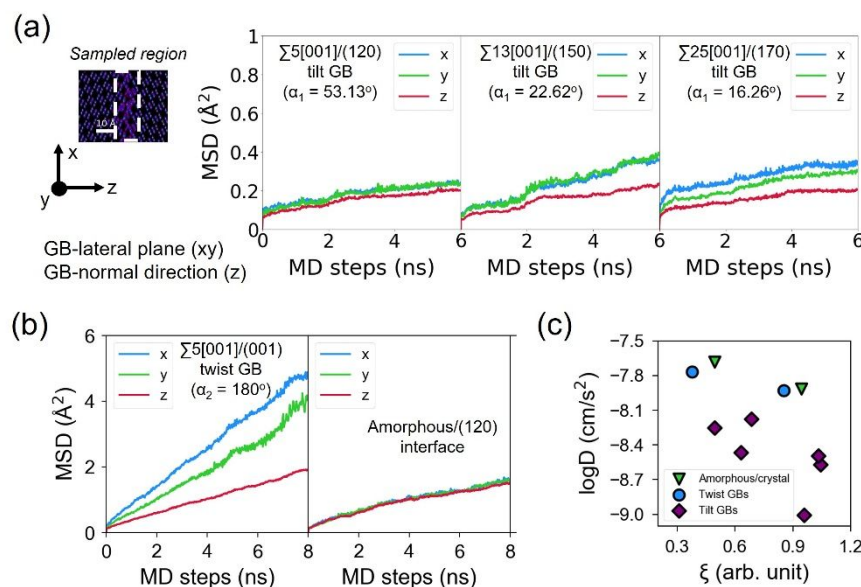 (a)
Sampled region
10 Å
x
y
z
GB-lateral plane (xy)
GB-normal direction (z)
MSD (Å²)
1
0.8
0.6
0.4
0.2
0
∑5[001]/(120)
tilt GB
(α₁ = 53.13°)
x
y
z
∑13[001]/(150)
tilt GB
(α₁ = 22.62°)
x
y
z
∑25[001]/(170)
tilt GB
(α₁ = 16.26°)
x
y
z
0 2 4 6 2 4 6 2 4 6
MD steps (ns) MD steps (ns) MD steps (ns)
(b)
MSD (Å²)
6
4
2
0
x
y
z
∑5[001]/(001)
twist GB
(α₂ = 180°)
x
y
z
Amorphous/(120)
interface
0 2 4 6 8 2 4 6 8
MD steps (ns) MD steps (ns)
(c)
logD (cm/s²)
−7.5
−7.8
−8.1
−8.4
−8.7
−9.0
Amorphous/crystal
Twist GBs
Tilt GBs
0.3 0.6 0.9 1.2
ξ (arb. unit)